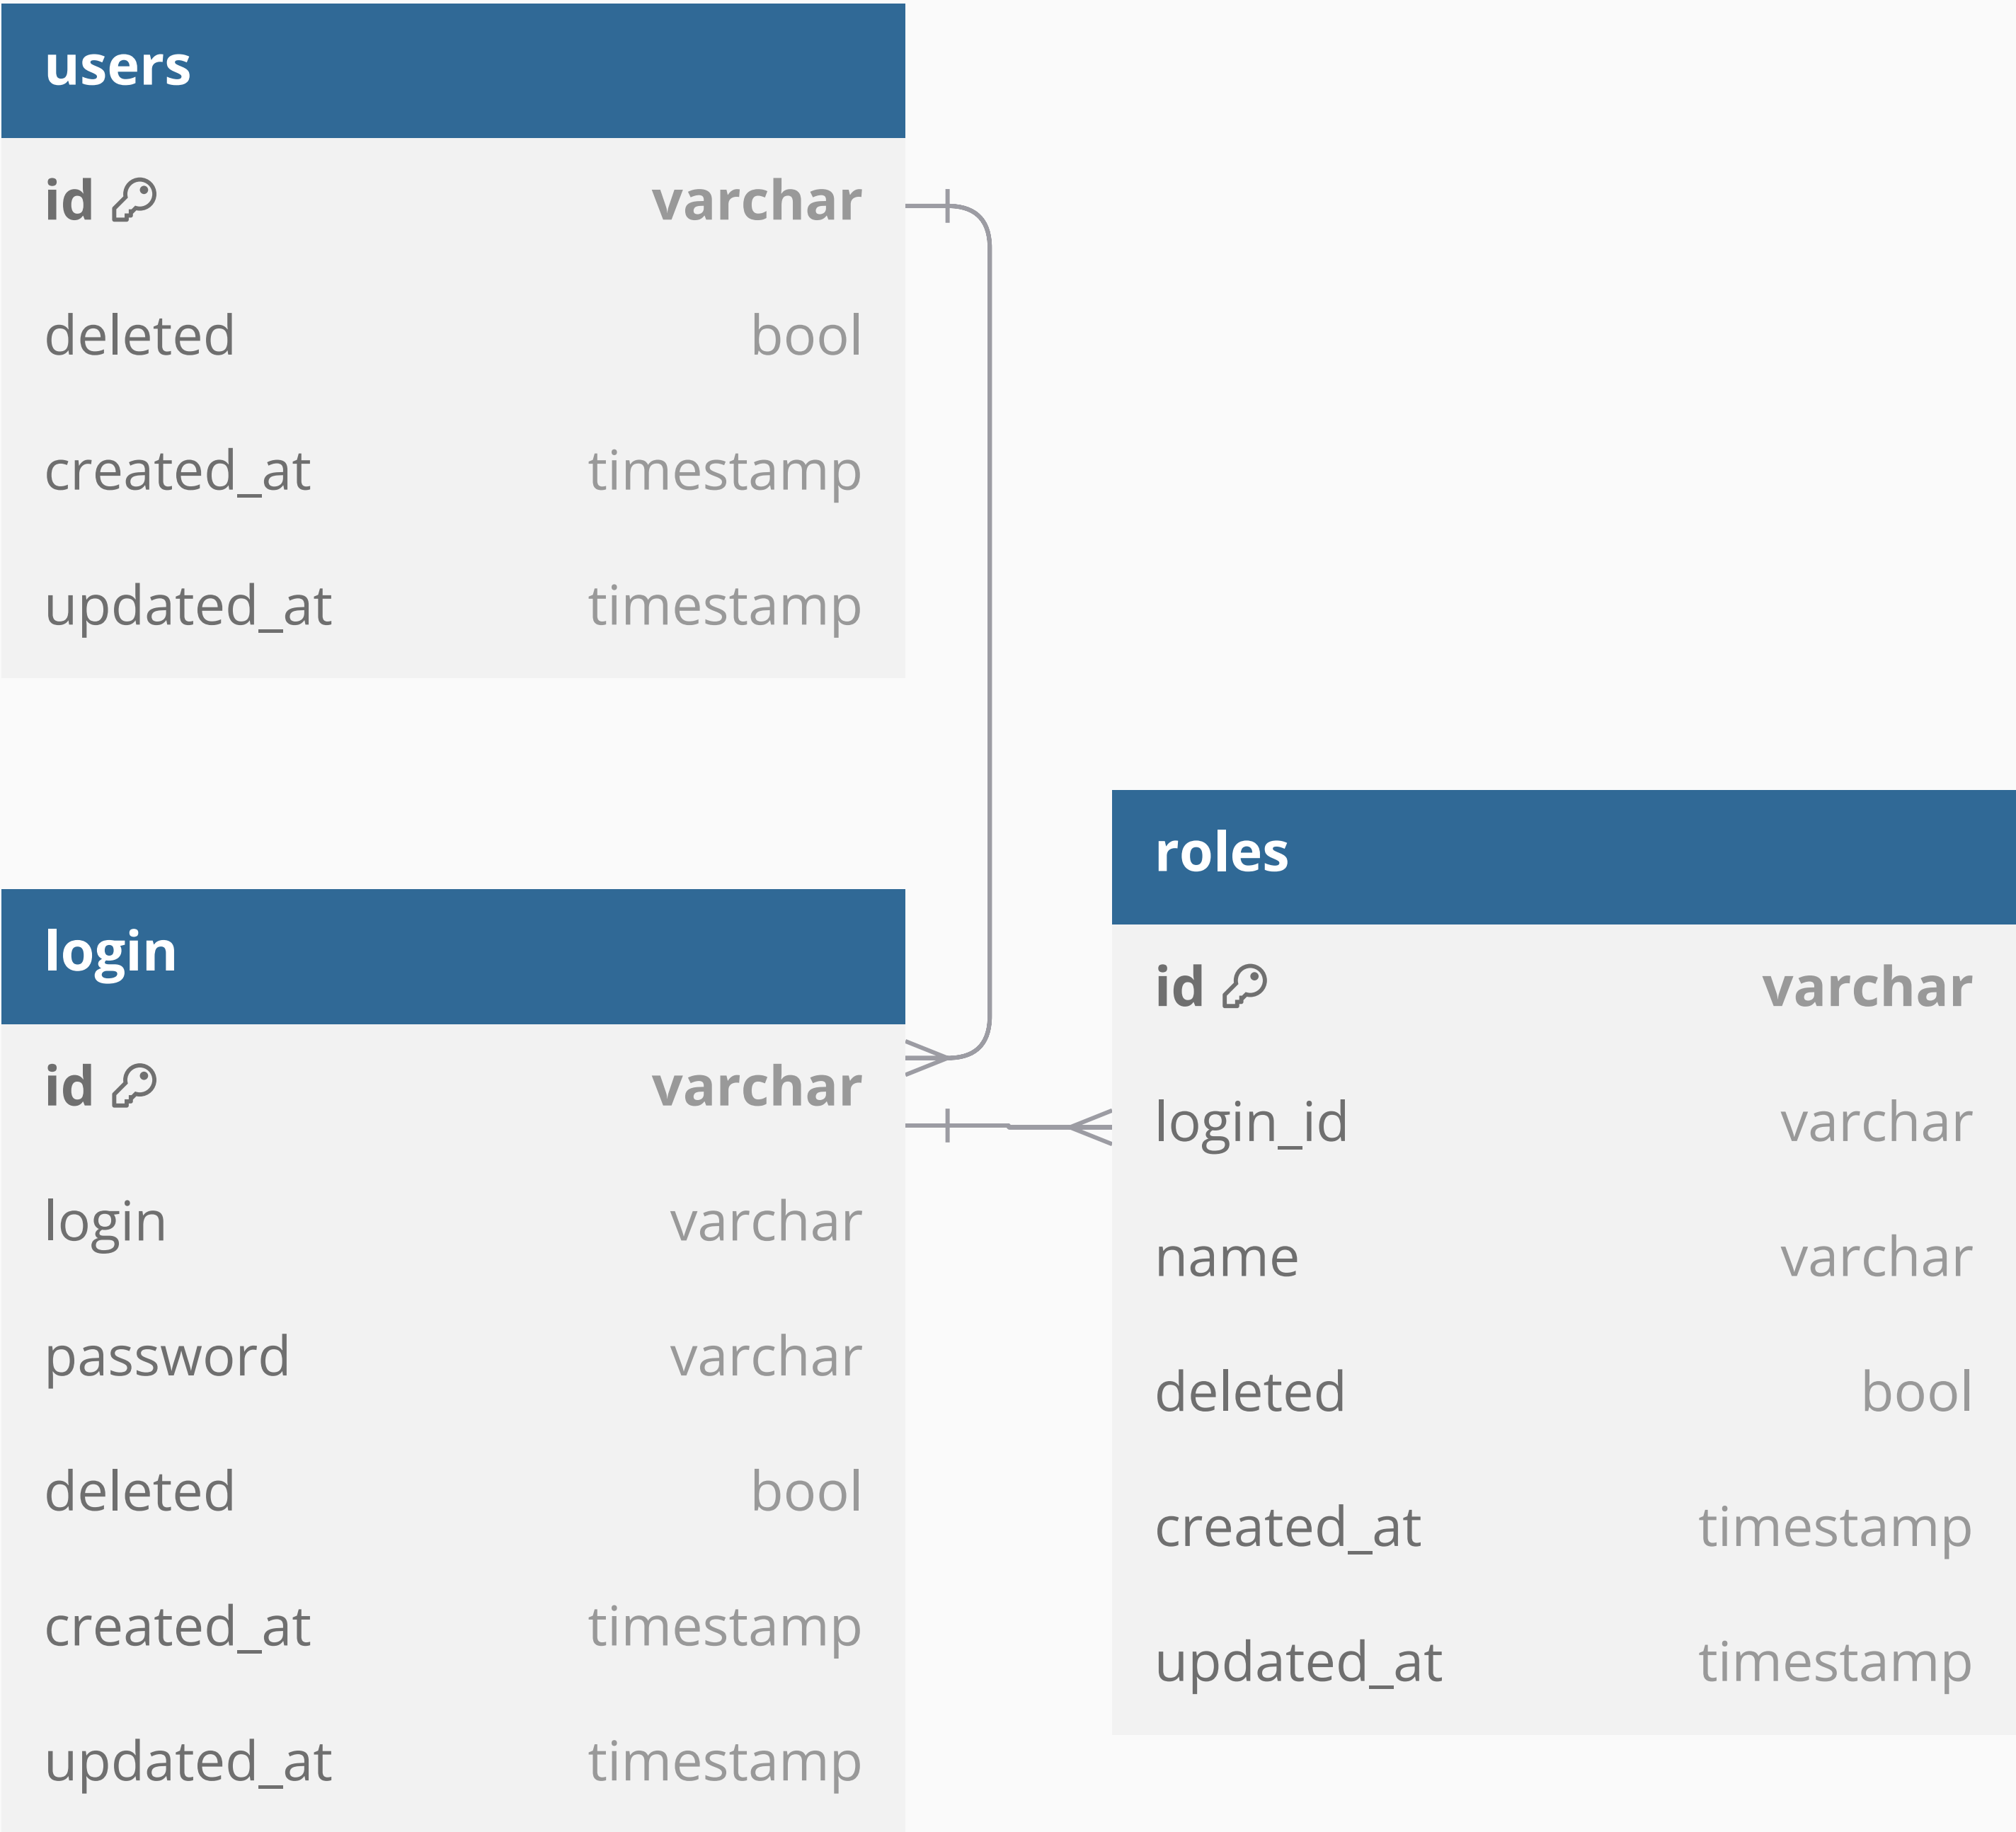 users
id varchar
deleted bool
created_at timestamp
updated_at timestamp
login
id varchar
login varchar
password varchar
deleted bool
created_at timestamp
updated_at timestamp
roles
id varchar
login_id varchar
name varchar
deleted bool
created_at timestamp
updated_at timestamp